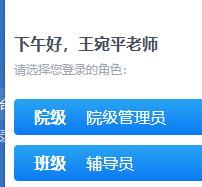 下午好，王宛平老师
请选择您登录的角色：
院级 院级管理员
班级 辅导员